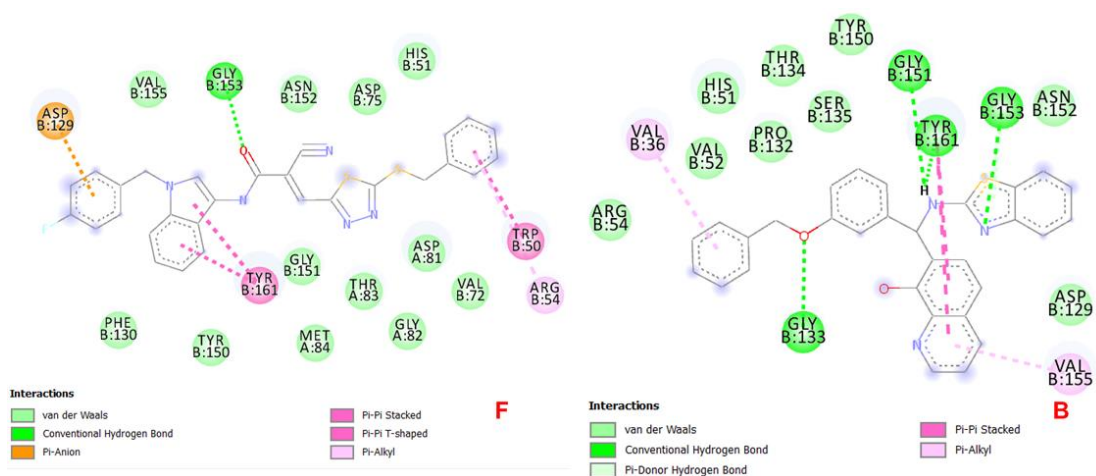 HIS
B:51
VAL
B:155
GLY
B:153
ASN
B:152
ASP
B:75
ASP
B:129
N
O
N
N
S
S
N
N
F
TRP
B:50
ASP
A:81
GLY
B:151
TYR
B:161
THR
A:83
VAL
B:72
ARG
B:54
PHE
B:130
TYR
B:150
MET
A:84
GLY
A:82
Interactions
van der Waals
Conventional Hydrogen Bond
Pi-Anion
Pi-Pi Stacked
Pi-Pi T-shaped
Pi-Alkyl
F
TYR
B:150
THR
B:134
GLY
B:151
HIS
B:51
SER
B:135
GLY
B:153
ASN
B:152
VAL
B:36
TYR
B:161
PRO
B:132
VAL
B:52
H
N
S
N
ARG
B:54
O
O
N
GLY
B:133
ASP
B:129
VAL
B:155
Interactions
van der Waals
Conventional Hydrogen Bond
Pi-Donor Hydrogen Bond
Pi-Pi Stacked
Pi-Alkyl
B